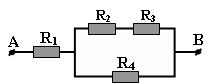 R₂ R₃
A R₁ B
R₄